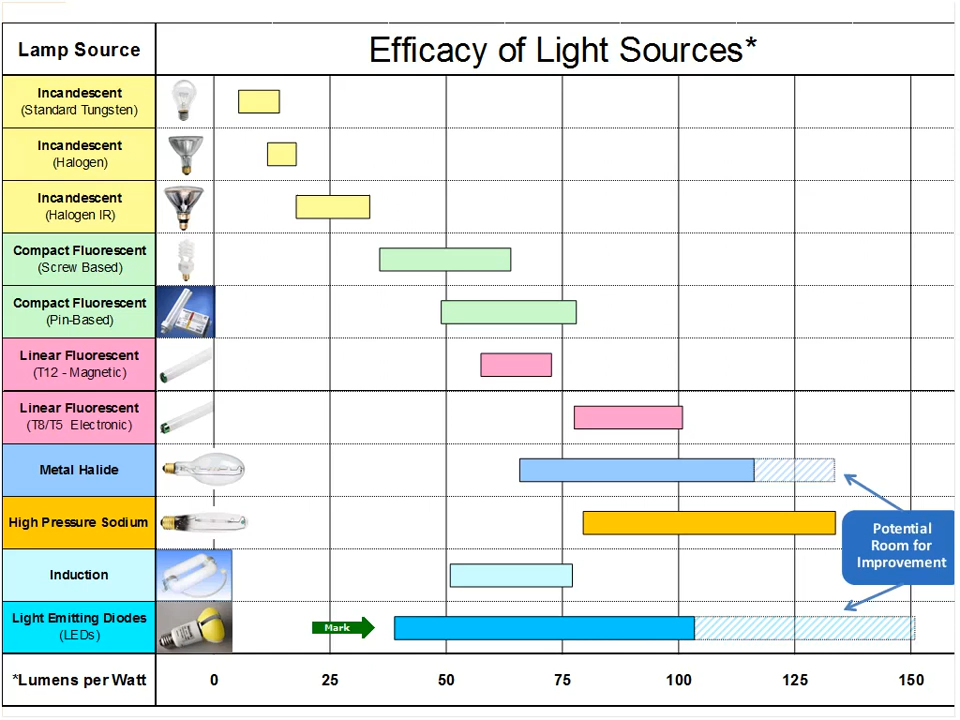 Lamp Source
Efficacy of Light Sources*
Incandescent
(Standard Tungsten)
Incandescent
(Halogen)
Incandescent
(Halogen IR)
Compact Fluorescent
(Screw Based)
Compact Fluorescent
(Pin-Based)
Linear Fluorescent
(T12 - Magnetic)
Linear Fluorescent
(T8/T5 Electronic)
Metal Halide
High Pressure Sodium
Potential
Room for
Improvement
Induction
Light Emitting Diodes
(LEDs)
Mark
*Lumens per Watt 0 25 50 75 100 125 150